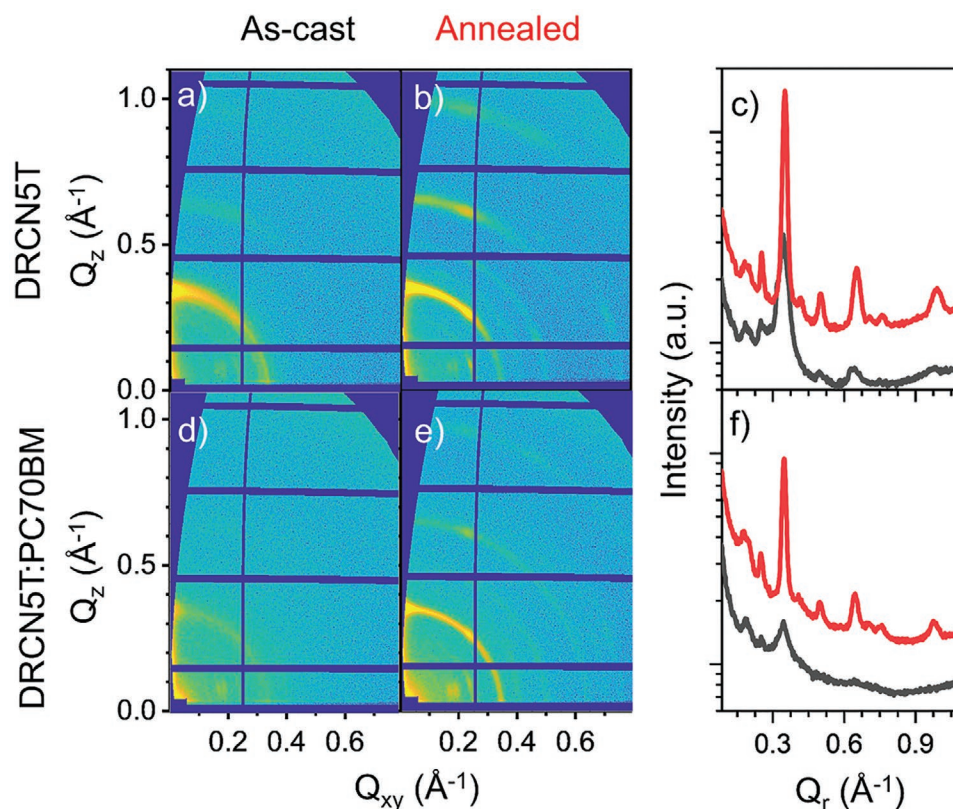 As-cast
Annealed
DRCN5T
Q_z (Å⁻¹)
1.0
0.5
0.0
a)
b)
c)
DRCN5T:PC70BM
Q_z (Å⁻¹)
1.0
0.5
0.0
d)
e)
f)
Intensity (a.u.)
0.2 0.4 0.6
0.2 0.4 0.6
0.3 0.6 0.9
Q_xy (Å⁻¹)
Q_r (Å⁻¹)